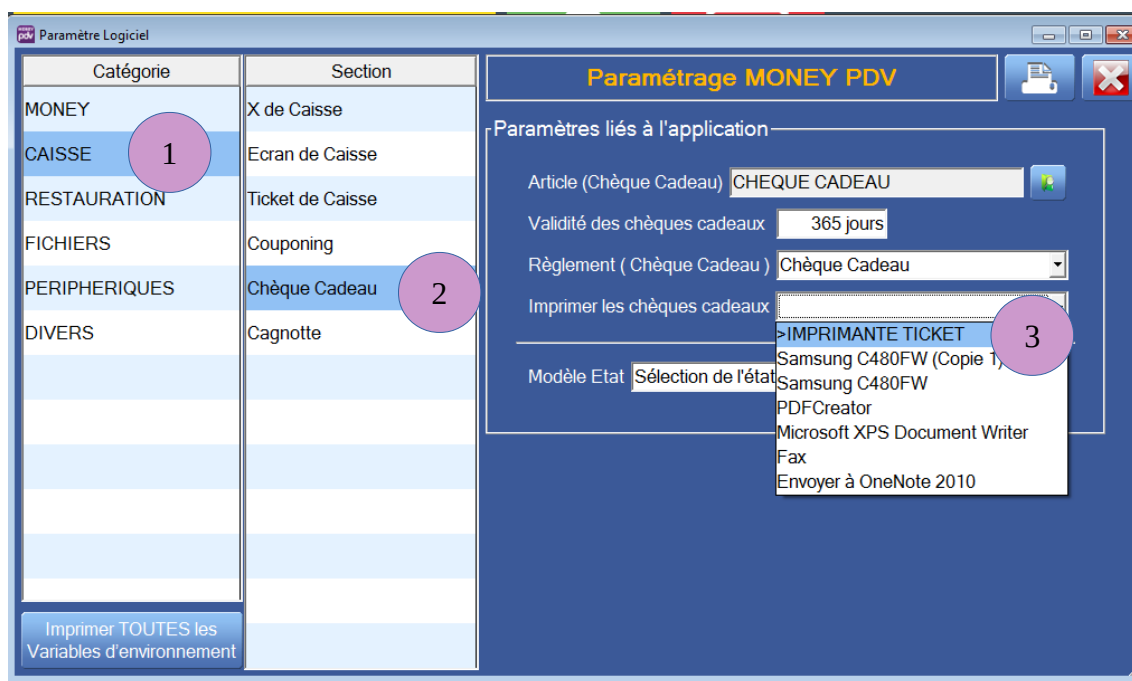 Paramètre Logiciel
Catégorie
MONEY
CAISSE
1
RESTAURATION
FICHIERS
PERIPHERIQUES
DIVERS
Imprimer TOUTES les
Variables d'environnement
Section
X de Caisse
Ecran de Caisse
Ticket de Caisse
Couponing
Chèque Cadeau
2
Cagnotte
Paramétrage MONEY PDV
Paramètres liés à l'application
Article (Chèque Cadeau) CHEQUE CADEAU
Validité des chèques cadeaux 365 jours
Règlement ( Chèque Cadeau ) Chèque Cadeau
Imprimer les chèques cadeaux
>IMPRIMANTE TICKET
3
Samsung C480FW (Copie 1)
Samsung C480FW
PDFCreator
Microsoft XPS Document Writer
Fax
Envoyer à OneNote 2010
Modèle Etat Sélection de l'état